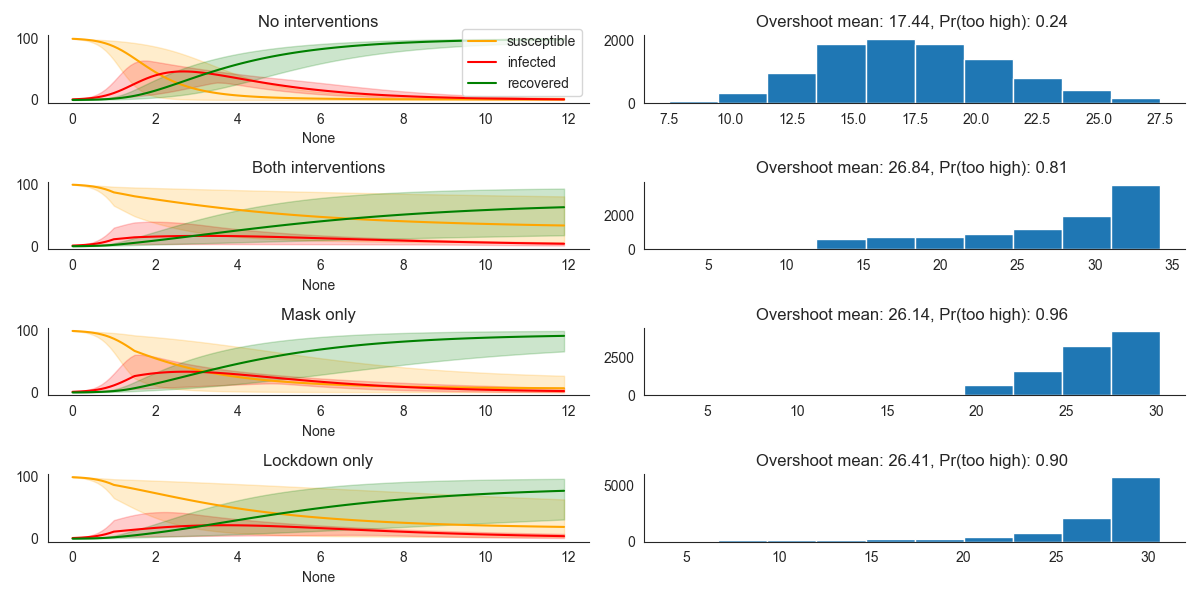 No interventions
100
0
susceptible
infected
recovered
0 2 4 6 8 10 12
None
Overshoot mean: 17.44, Pr(too high): 0.24
2000
0
7.5 10.0 12.5 15.0 17.5 20.0 22.5 25.0 27.5
Both interventions
100
0
0 2 4 6 8 10 12
None
Overshoot mean: 26.84, Pr(too high): 0.81
2000
0
5 10 15 20 25 30 35
Mask only
100
0
0 2 4 6 8 10 12
None
Overshoot mean: 26.14, Pr(too high): 0.96
2500
0
5 10 15 20 25 30
Lockdown only
100
0
0 2 4 6 8 10 12
None
Overshoot mean: 26.41, Pr(too high): 0.90
5000
0
5 10 15 20 25 30